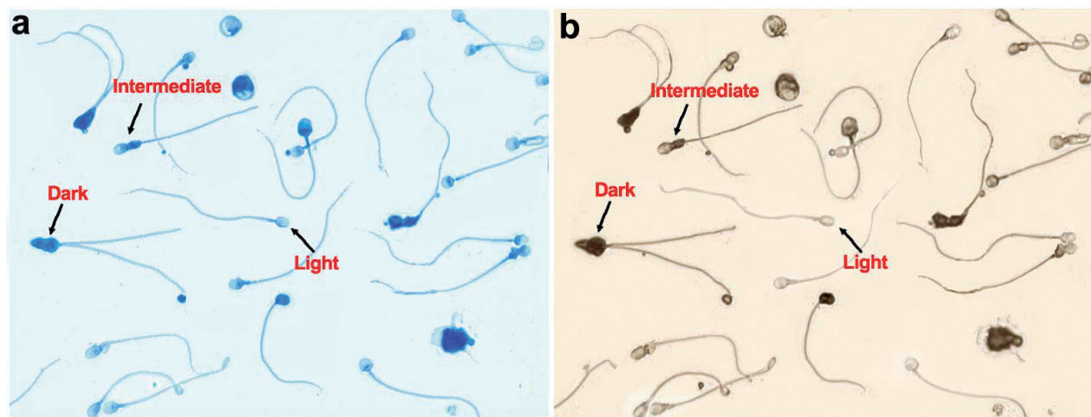 a
Intermediate
Dark
Light
b
Intermediate
Dark
Light